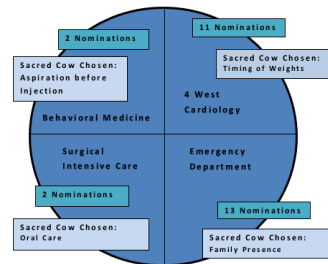 2 Nominations
11 Nominations
Sacred Cow Chosen:
Aspiration before
Injection
Sacred Cow Chosen:
Timing of Weights
Behavioral Medicine
4 West
Cardiology
Surgical
Intensive Care
Emergency
Department
2 Nominations
13 Nominations
Sacred Cow Chosen:
Oral Care
Sacred Cow Chosen:
Family Presence